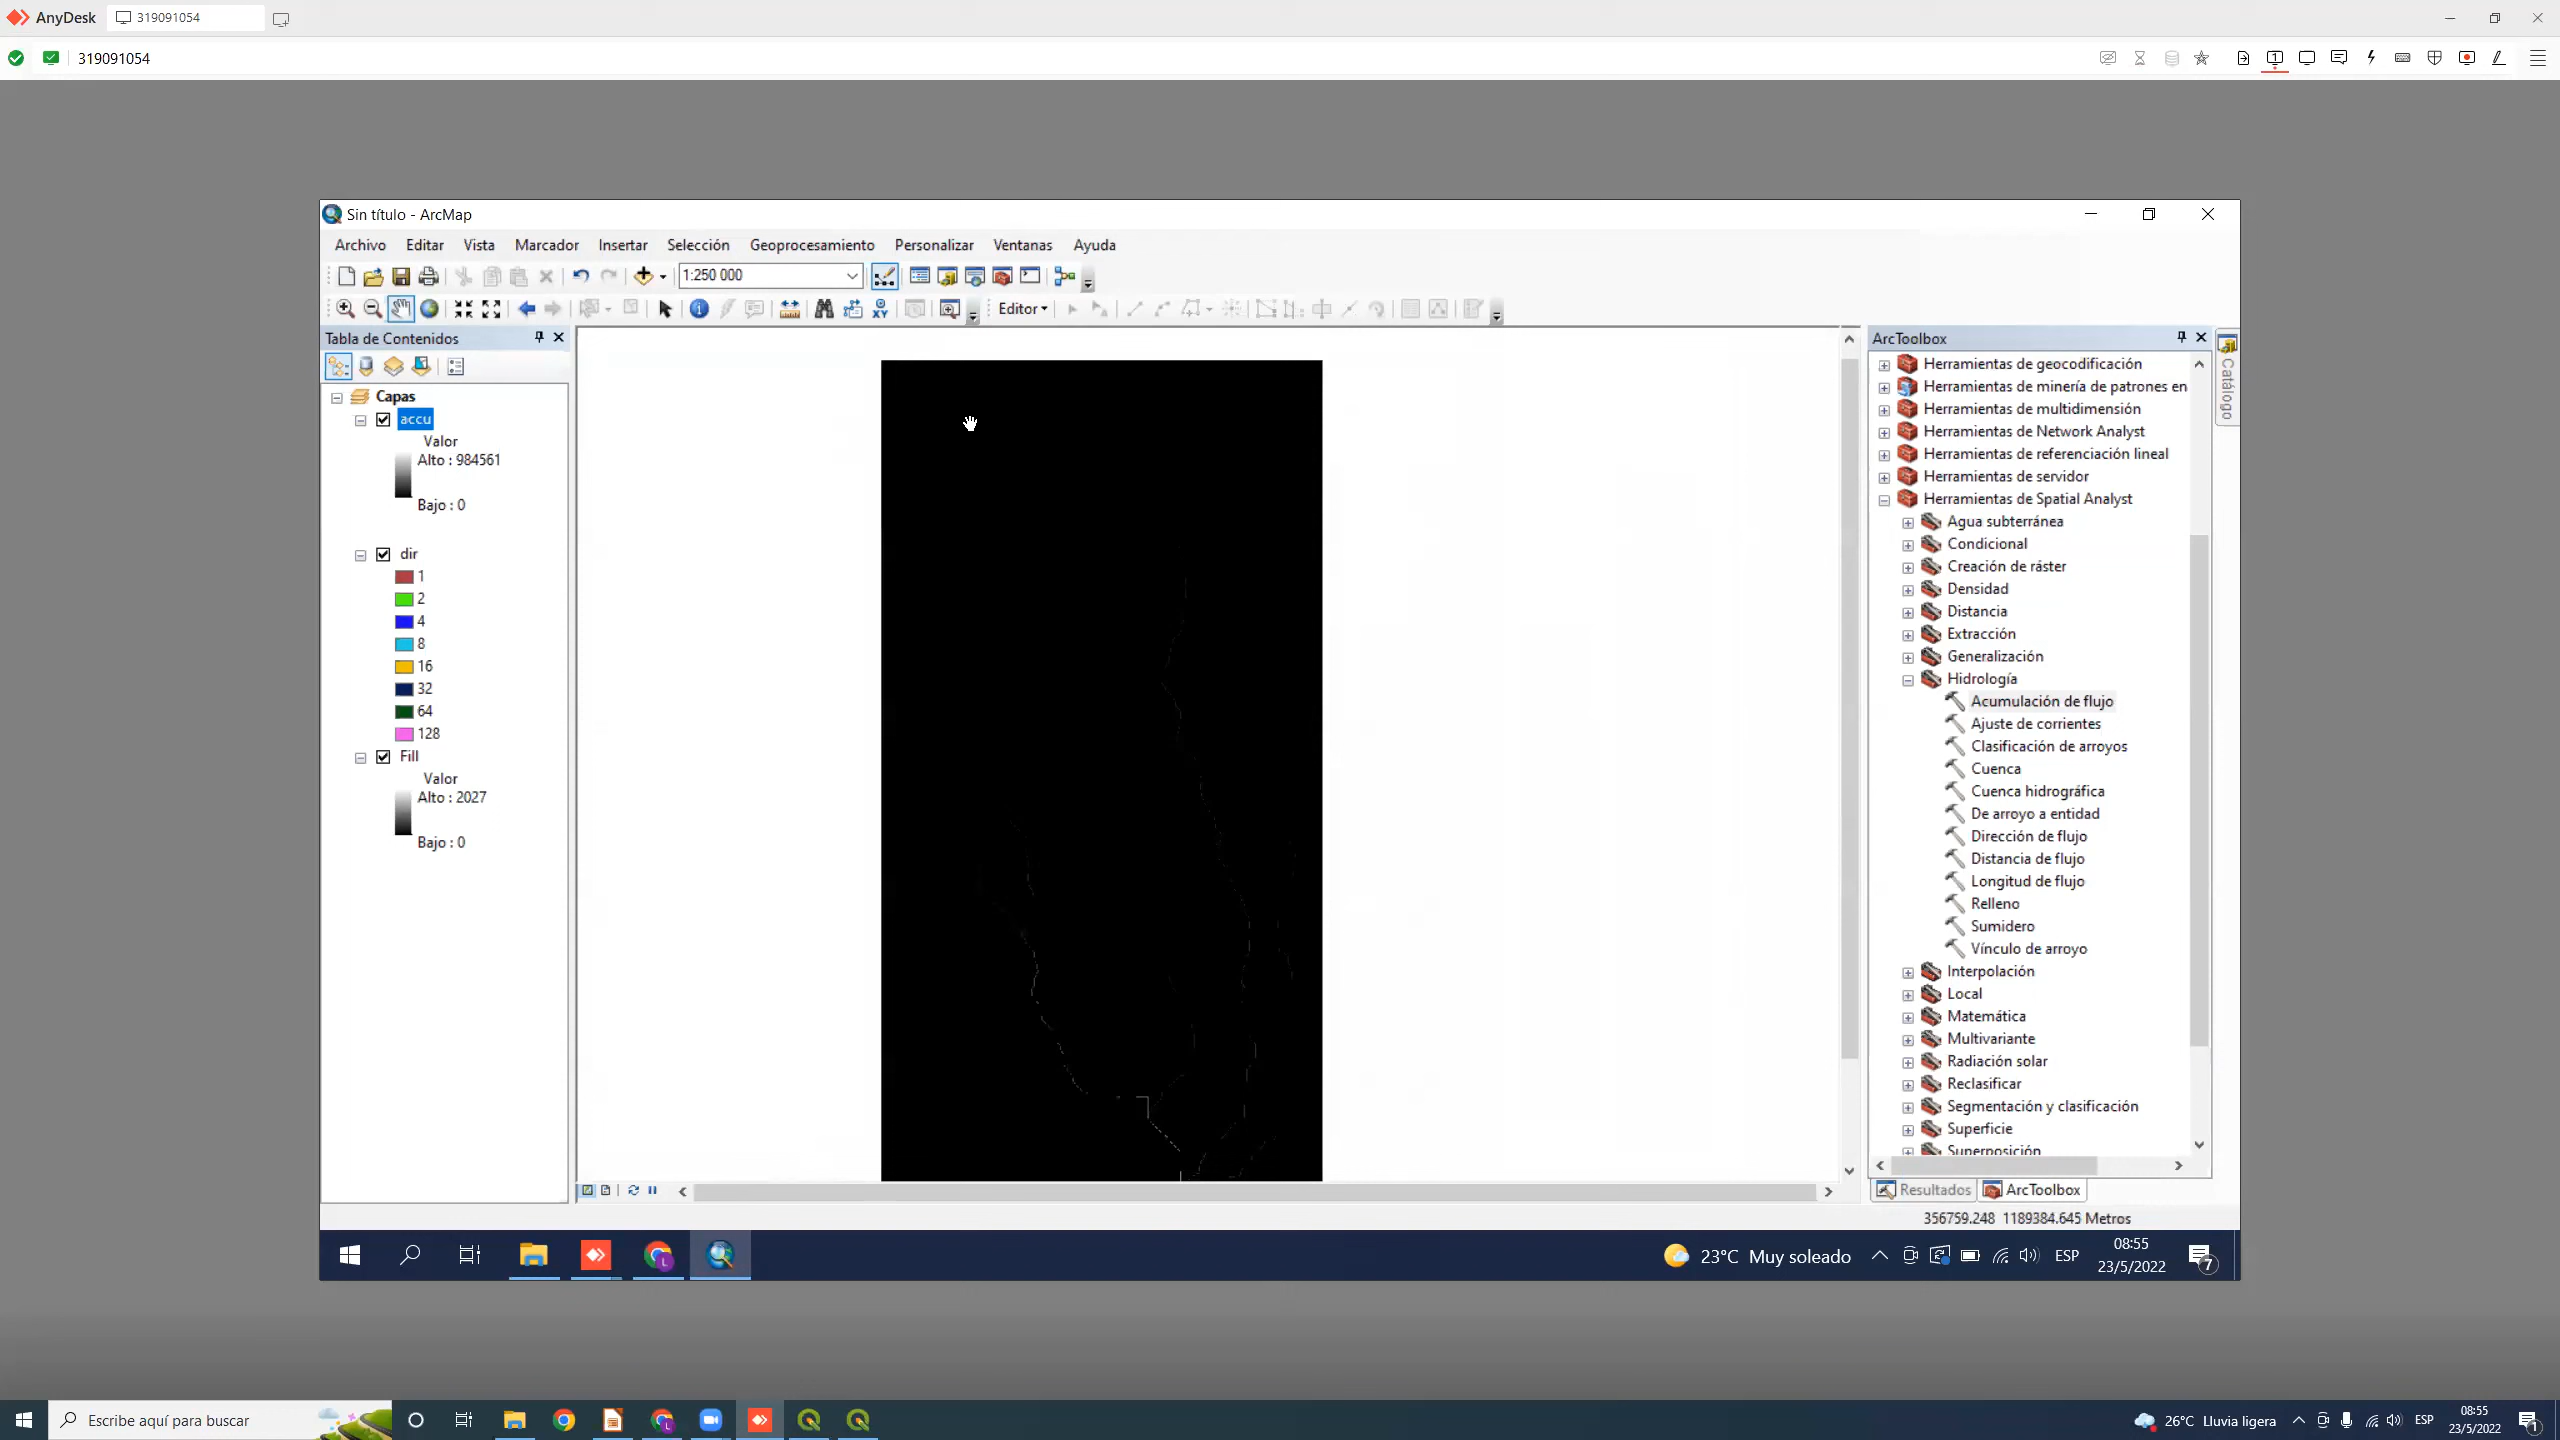 AnyDesk
319091054
319091054
Sin título - ArcMap
Archivo Editar Vista Marcador Insertar Selección Geoprocesamiento Personalizar Ventanas Ayuda
1:250 000
Editor
Tabla de Contenidos
Capas
accu
Valor
Alto : 984561
Bajo : 0
dir
1
2
4
8
16
32
64
128
Fill
Valor
Alto : 2027
Bajo : 0
ArcToolbox
Herramientas de geocodificación
Herramientas de minería de patrones en
Herramientas de multidimensión
Herramientas de Network Analyst
Herramientas de referenciación lineal
Herramientas de servidor
Herramientas de Spatial Analyst
Agua subterránea
Condicional
Creación de ráster
Densidad
Distancia
Extracción
Generalización
Hidrología
Acumulación de flujo
Ajuste de corrientes
Clasificación de arroyos
Cuenca
Cuenca hidrográfica
De arroyo a entidad
Dirección de flujo
Distancia de flujo
Longitud de flujo
Relleno
Sumidero
Vínculo de arroyo
Interpolación
Local
Matemática
Multivariante
Radiación solar
Reclasificar
Segmentación y clasificación
Superficie
Superposición
Resultados ArcToolbox
Catálogo
356759.248 1189384.645 Metros
23°C Muy soleado
ESP
08:55
23/5/2022
7
Escribe aquí para buscar
26°C Lluvia ligera
ESP
08:55
23/5/2022
1